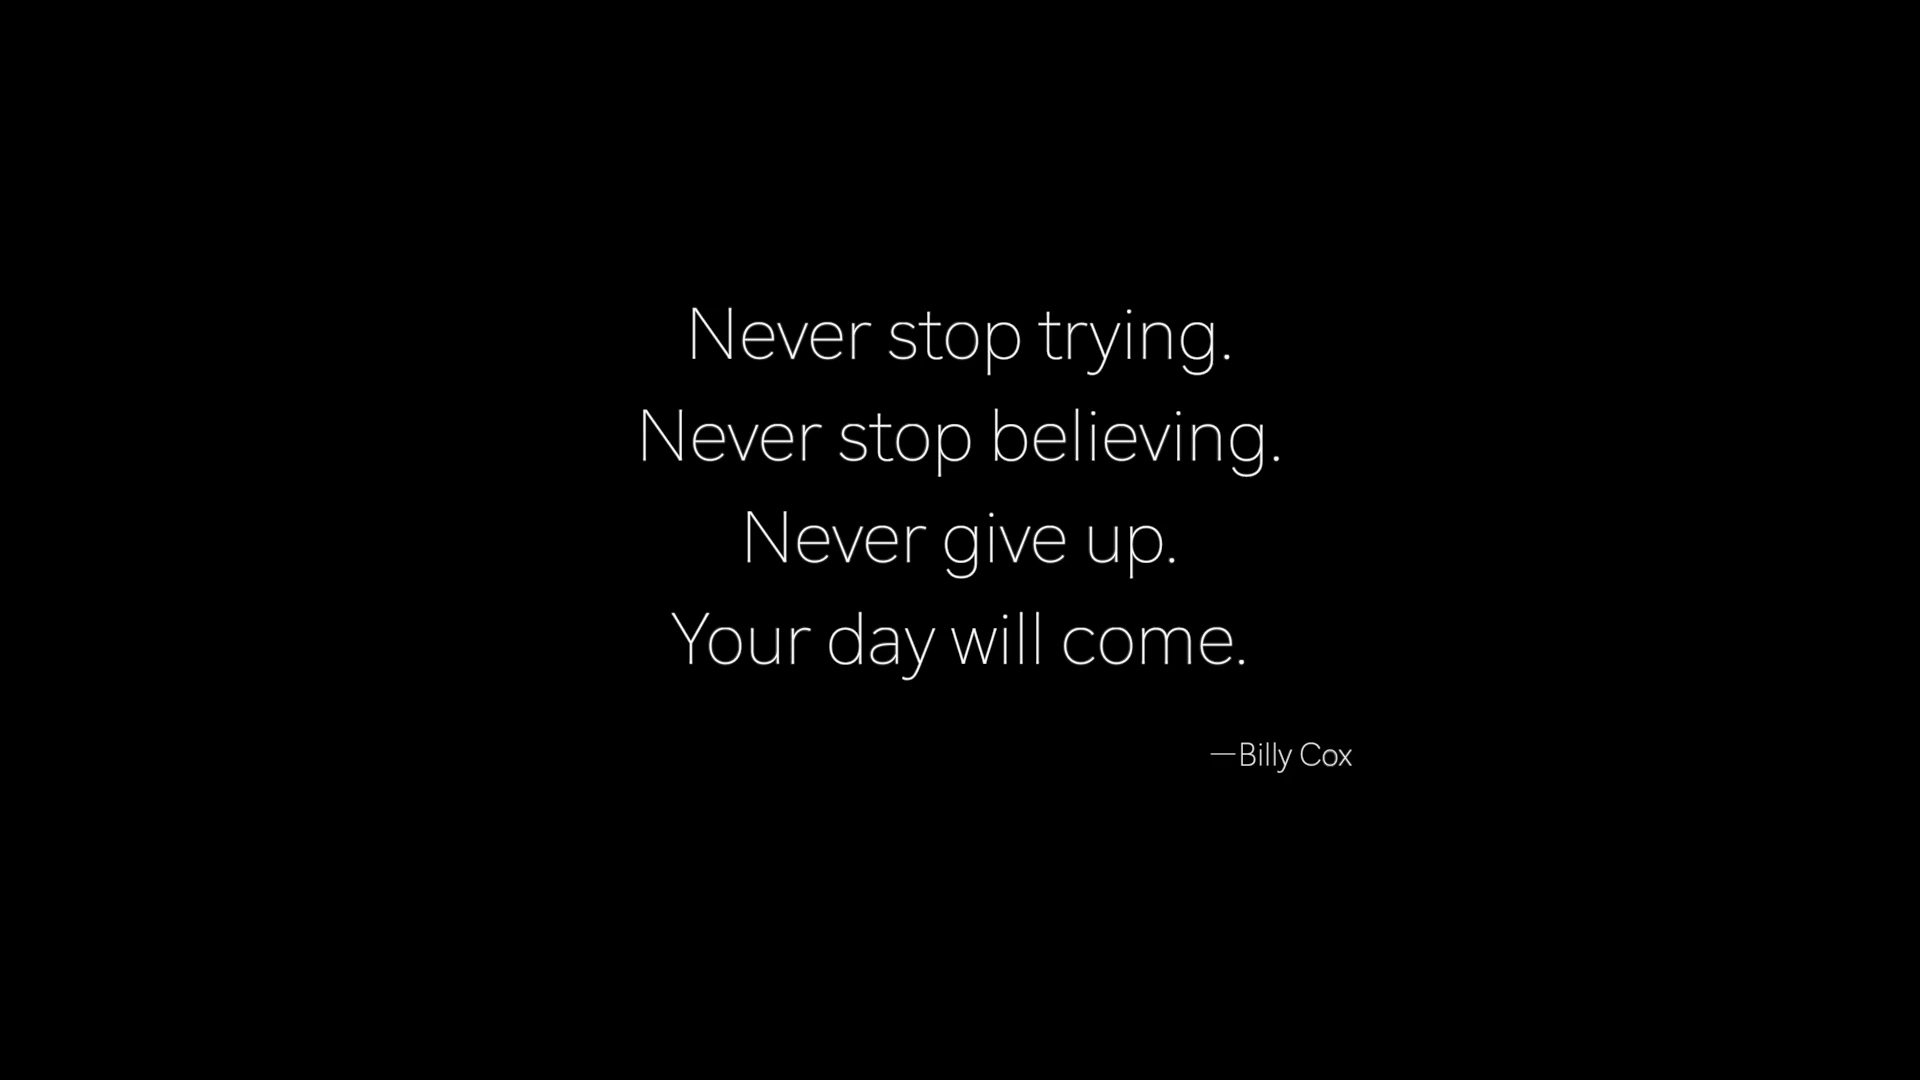 Never stop trying.
Never stop believing.
Never give up.
Your day will come.
—Billy Cox